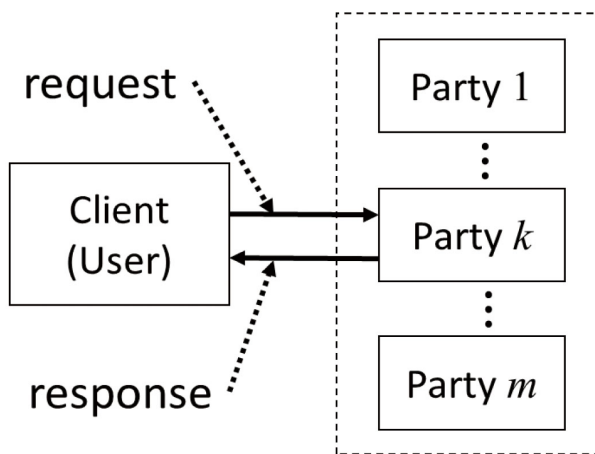 request
Party 1
Client
(User)
Party k
response
Party m